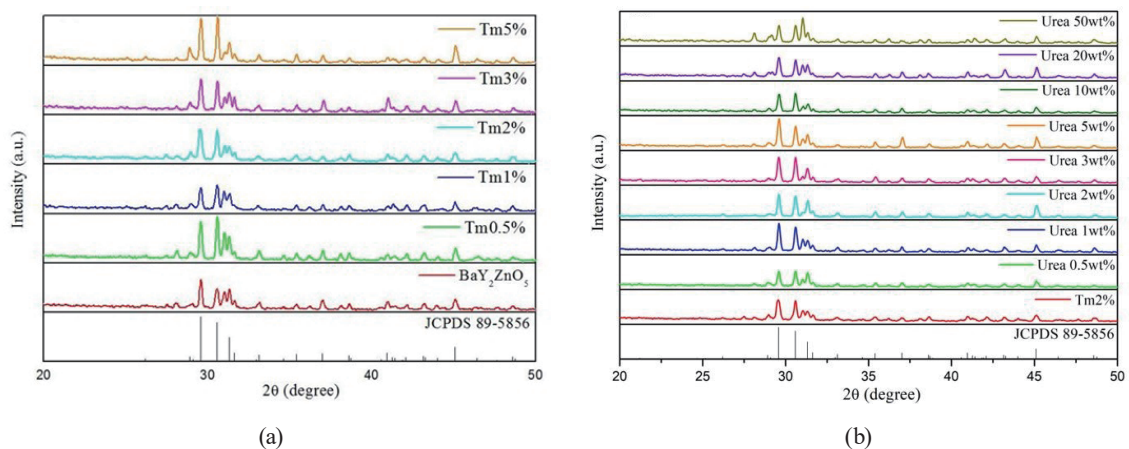 Intensity (a.u.)
Tm5%
Tm3%
Tm2%
Tm1%
Tm0.5%
BaY₂ZnO₅
JCPDS 89-5856
20 30 40 50
2θ (degree)
(a)
Intensity (a.u.)
Urea 50wt%
Urea 20wt%
Urea 10wt%
Urea 5wt%
Urea 3wt%
Urea 2wt%
Urea 1wt%
Urea 0.5wt%
Tm2%
JCPDS 89-5856
20 25 30 35 40 45 50
2θ (degree)
(b)